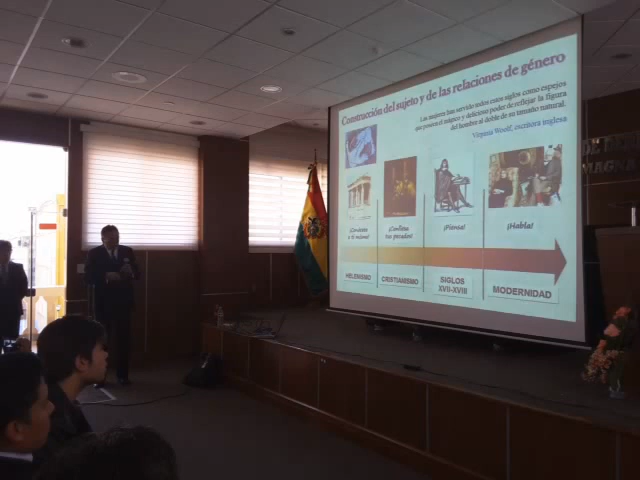 Construcción del sujeto y de las relaciones de género
Las mujeres han servido todos estos siglos como espejos
que poseen el mágico y delicioso poder de reflejar la figura
del hombre al doble de su tamaño natural.
Virginia Woolf, escritora inglesa
¡Conócete
a ti mismo!
¡Confiesa
tus pecados!
¡Piensa!
¡Habla!
HELENISMO
CRISTIANISMO
SIGLOS
XVII-XVIII
MODERNIDAD
MAGNA